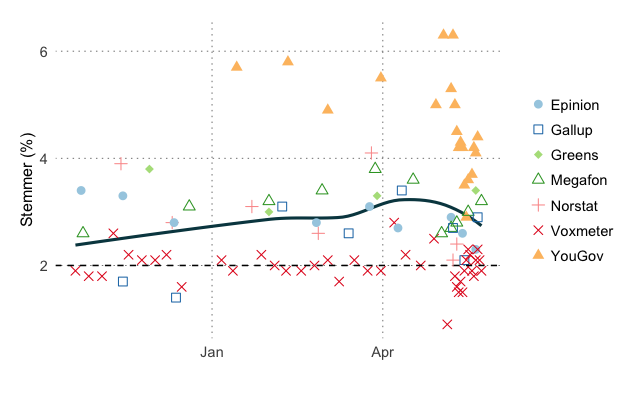 Stemmer (%)
6
4
2
Jan
Apr
Epinion
Gallup
Greens
Megafon
Norstat
Voxmeter
YouGov